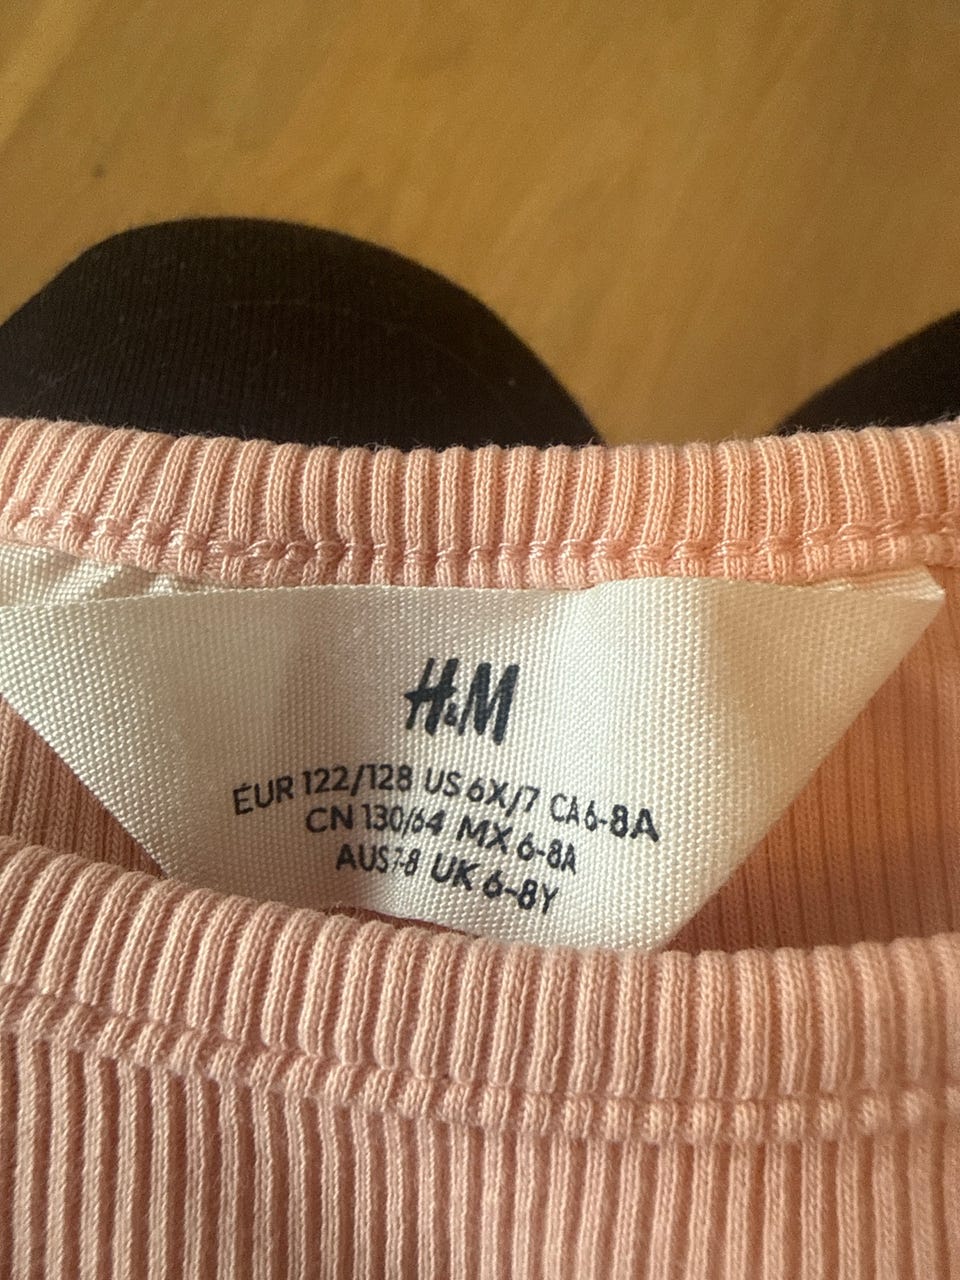 H&M
EUR 122/128 US 6X/7 CA 6-8A
CN 130/64 MX 6-8A
AUS 7-8 UK 6-8Y